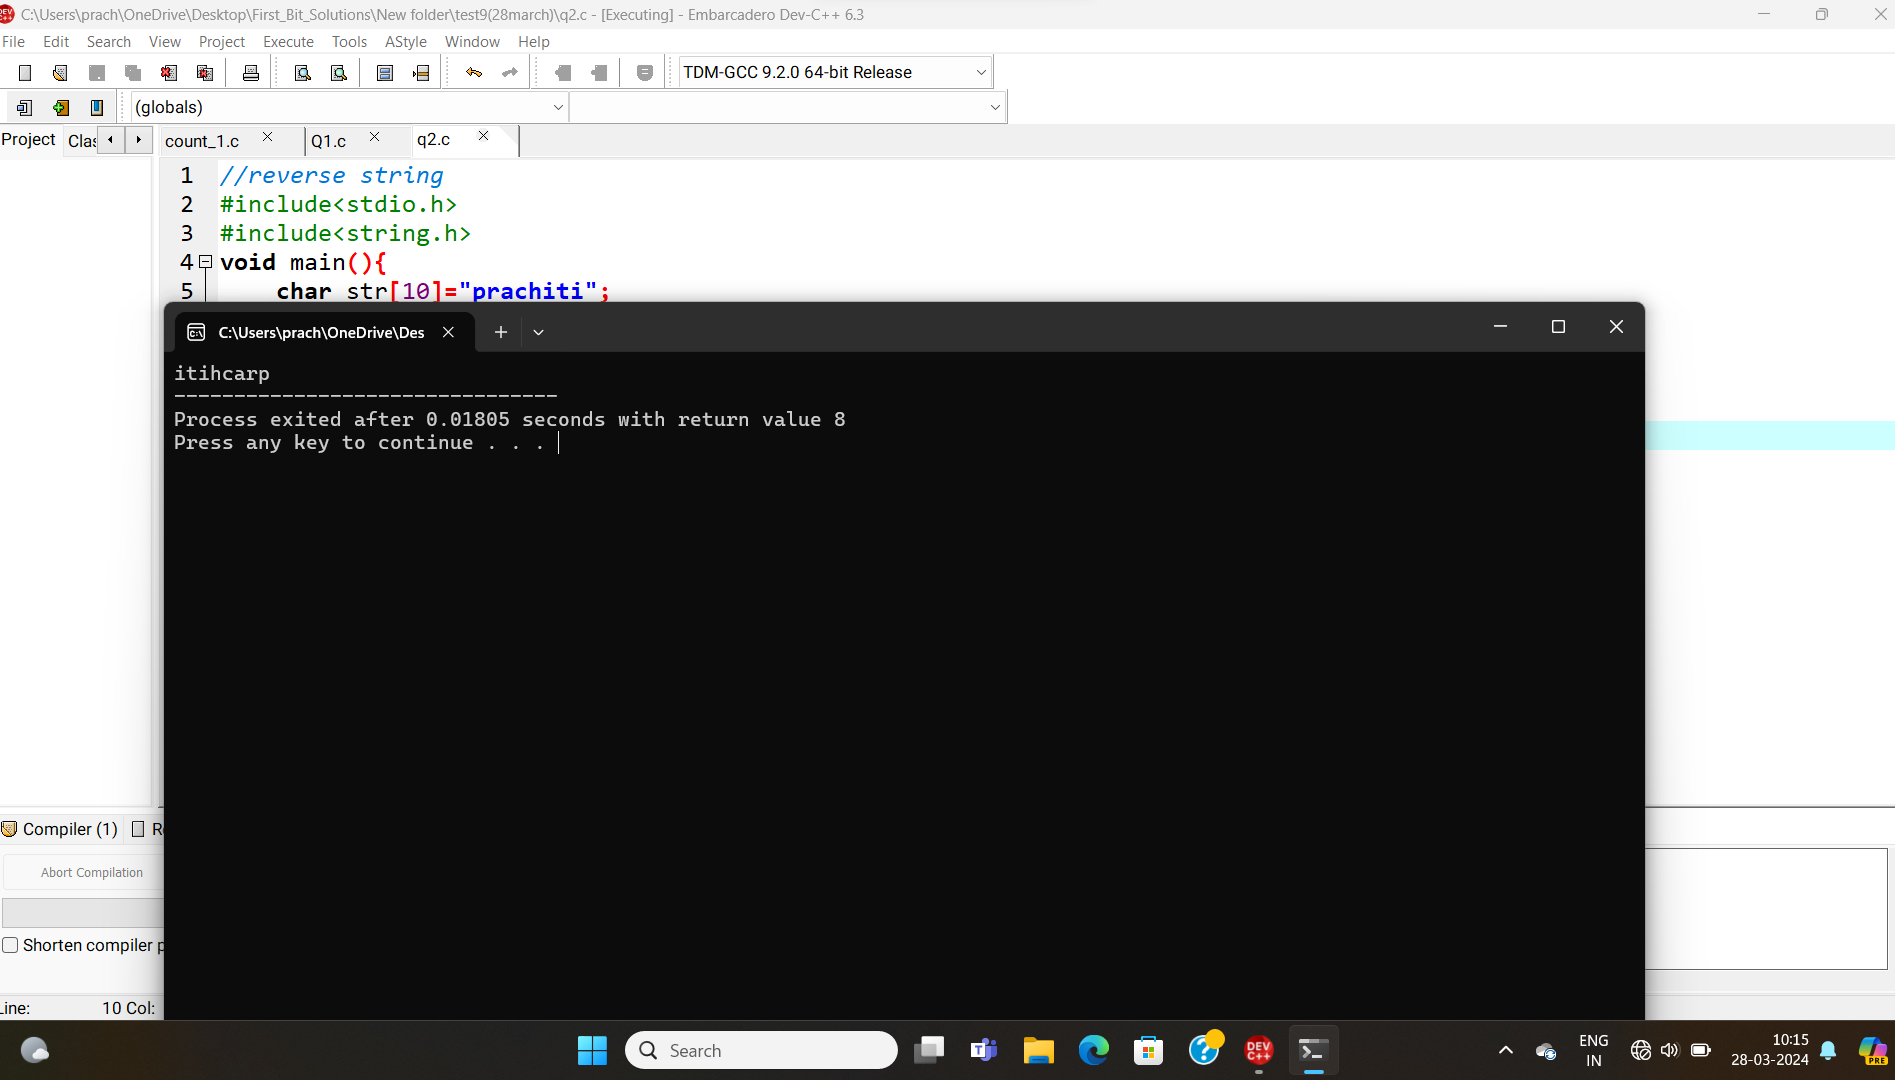 C:\Users\prach\OneDrive\Desktop\First_Bit_Solutions\New folder\test9(28march)\q2.c - [Executing] - Embarcadero Dev-C++ 6.3
File Edit Search View Project Execute Tools AStyle Window Help
TDM-GCC 9.2.0 64-bit Release
(globals)
Project Clas count_1.c Q1.c q2.c
1 //reverse string
2 #include<stdio.h>
3 #include<string.h>
4 void main(){
5 char str[10]="prachiti";
C:\Users\prach\OneDrive\Des
itihcarp
--------------------------------
Process exited after 0.01805 seconds with return value 8
Press any key to continue . . .
Compiler (1)
Abort Compilation
Shorten compiler p
Line: 10 Col:
Search
DEV C++
ENG
IN
10:15
28-03-2024
PRE